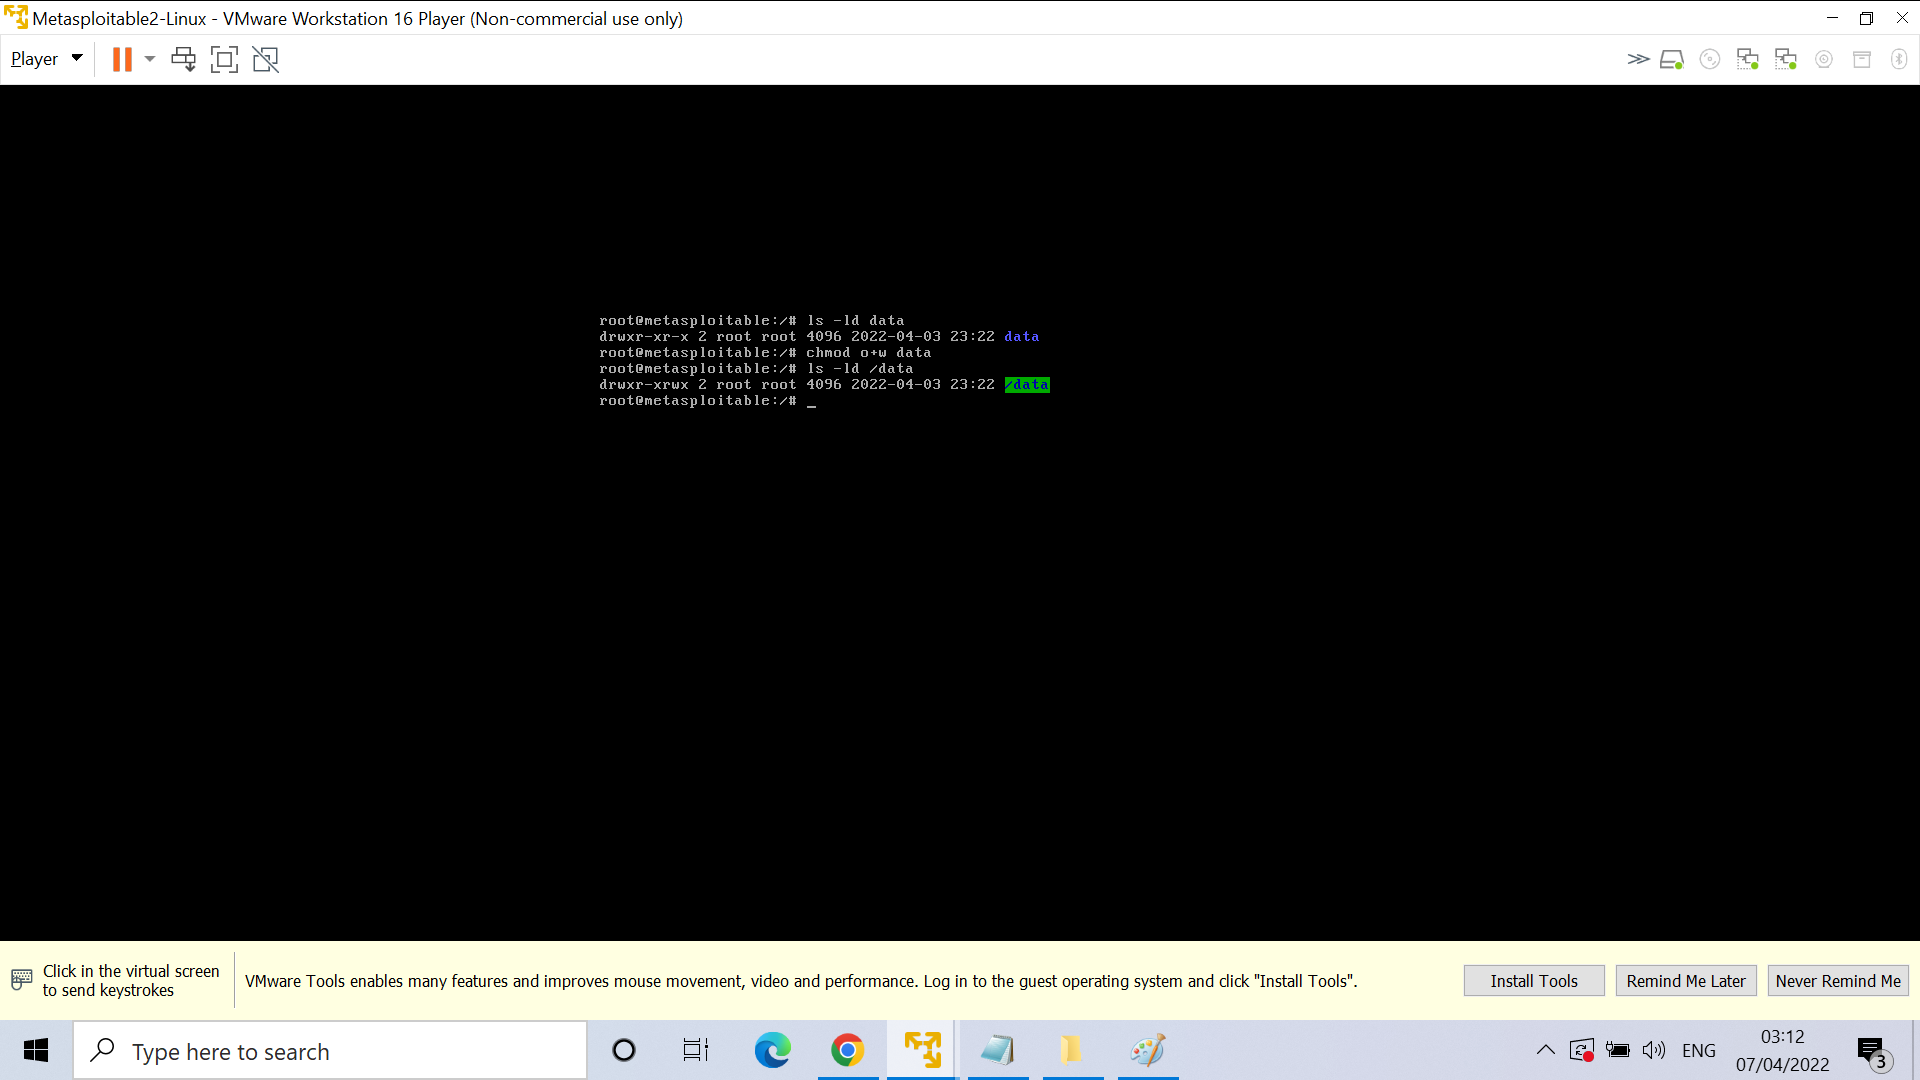 Metasploitable2-Linux - VMware Workstation 16 Player (Non-commercial use only)
Player
root@metasploitable:/# ls -ld data
drwxr-xr-x 2 root root 4096 2022-04-03 23:22 data
root@metasploitable:/# chmod o+w data
root@metasploitable:/# ls -ld /data
drwxr-xrwx 2 root root 4096 2022-04-03 23:22 /data
root@metasploitable:/# _
Click in the virtual screen
to send keystrokes
VMware Tools enables many features and improves mouse movement, video and performance. Log in to the guest operating system and click "Install Tools".
Install Tools
Remind Me Later
Never Remind Me
Type here to search
ENG
03:12
07/04/2022
3